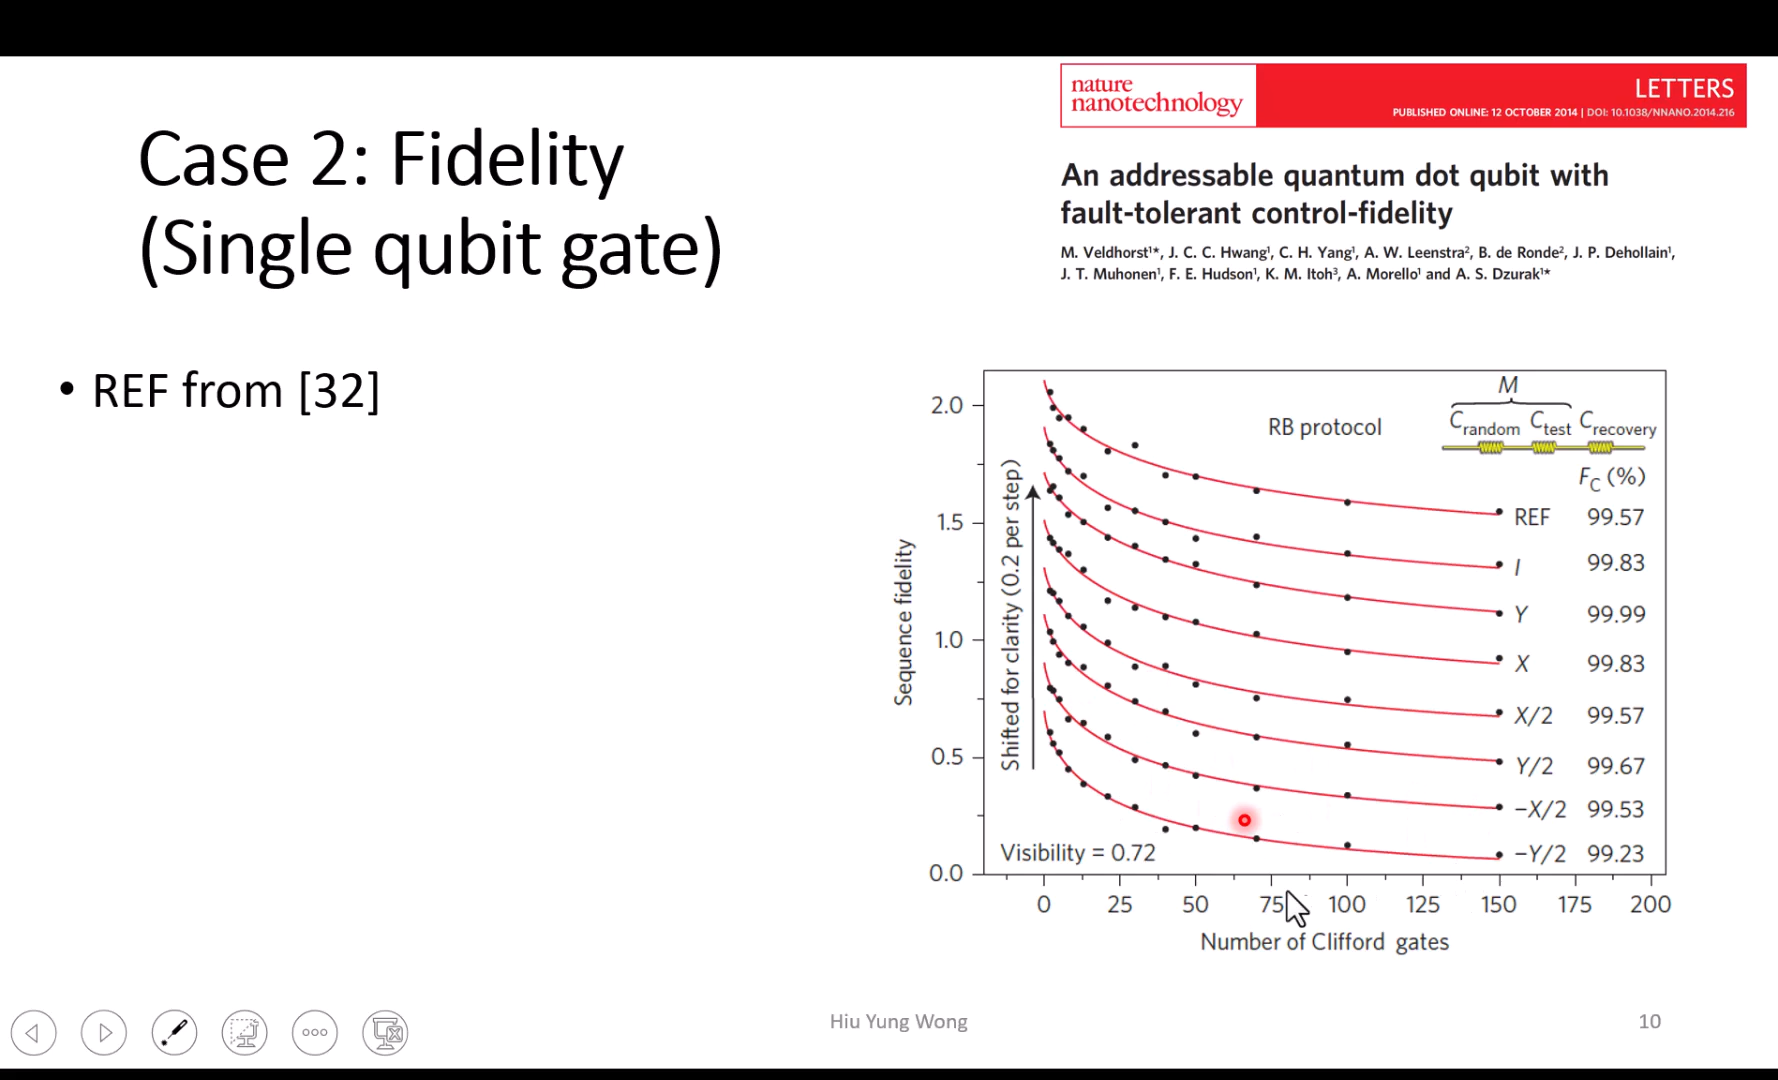 nature
nanotechnology
LETTERS
PUBLISHED ONLINE: 12 OCTOBER 2014 | DOI: 10.1038/NNANO.2014.216
Case 2: Fidelity
(Single qubit gate)
An addressable quantum dot qubit with
fault-tolerant control-fidelity
M. Veldhorst¹*, J. C. C. Hwang¹, C. H. Yang¹, A. W. Leenstra², B. de Ronde², J. P. Dehollain¹,
J. T. Muhonen¹, F. E. Hudson¹, K. M. Itoh³, A. Morello¹ and A. S. Dzurak¹*
• REF from [32]
Sequence fidelity
2.0
1.5
1.0
0.5
0.0
Shifted for clarity (0.2 per step)
RB protocol
M
Crandom Ctest Crecovery
FC (%)
REF 99.57
I 99.83
Y 99.99
X 99.83
X/2 99.57
Y/2 99.67
−X/2 99.53
−Y/2 99.23
Visibility = 0.72
0 25 50 75 100 125 150 175 200
Number of Clifford gates
Hiu Yung Wong
10